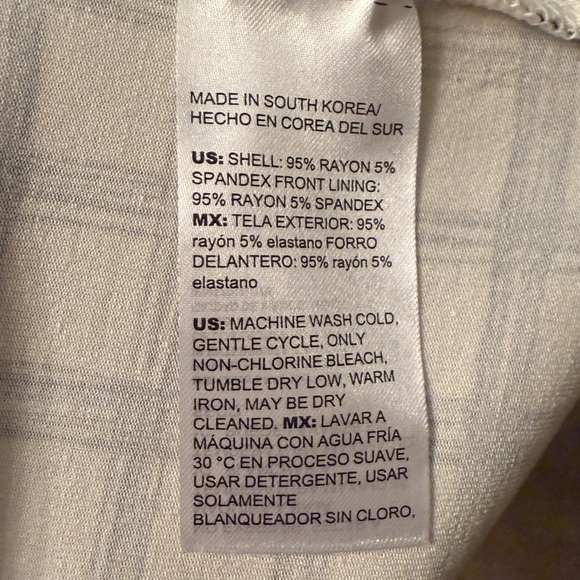 MADE IN SOUTH KOREA/
HECHO EN COREA DEL SUR
US: SHELL: 95% RAYON 5%
SPANDEX FRONT LINING:
95% RAYON 5% SPANDEX
MX: TELA EXTERIOR: 95%
rayón 5% elastano FORRO
DELANTERO: 95% rayón 5%
elastano
US: MACHINE WASH COLD,
GENTLE CYCLE, ONLY
NON-CHLORINE BLEACH,
TUMBLE DRY LOW, WARM
IRON, MAY BE DRY
CLEANED. MX: LAVAR A
MÁQUINA CON AGUA FRÍA
30 °C EN PROCESO SUAVE,
USAR DETERGENTE, USAR
SOLAMENTE
BLANQUEADOR SIN CLORO,